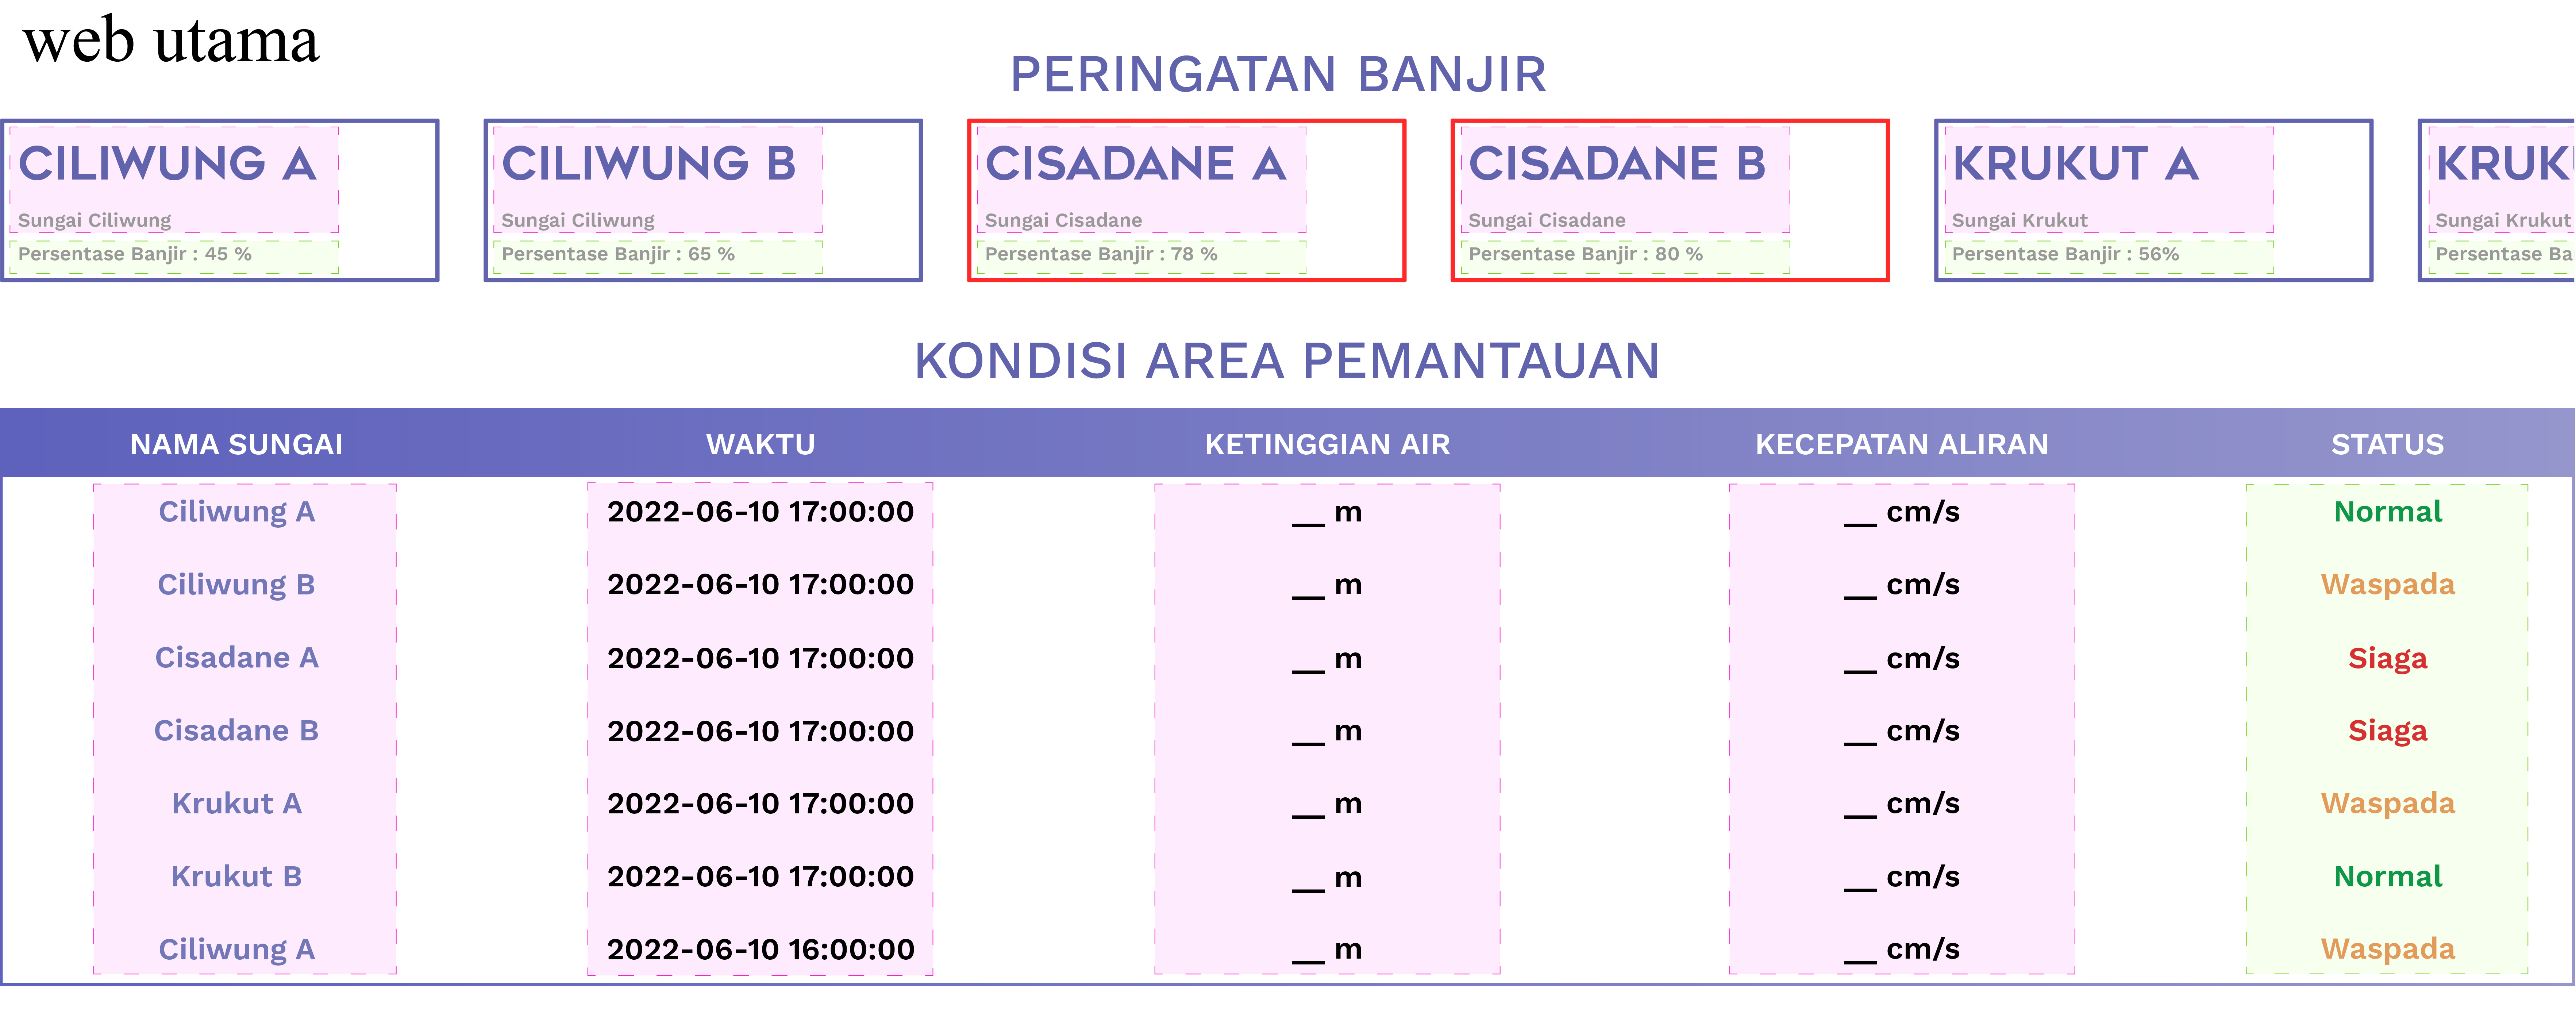 web utama
PERINGATAN BANJIR
CILIWUNG A
Sungai Ciliwung
Persentase Banjir : 45 %
CILIWUNG B
Sungai Ciliwung
Persentase Banjir : 65 %
CISADANE A
Sungai Cisadane
Persentase Banjir : 78 %
CISADANE B
Sungai Cisadane
Persentase Banjir : 80 %
KRUKUT A
Sungai Krukut
Persentase Banjir : 56%
KRUK
Sungai Krukut
Persentase Ba
KONDISI AREA PEMANTAUAN
NAMA SUNGAI WAKTU KETINGGIAN AIR KECEPATAN ALIRAN STATUS
Ciliwung A 2022-06-10 17:00:00 __ m __ cm/s Normal
Ciliwung B 2022-06-10 17:00:00 __ m __ cm/s Waspada
Cisadane A 2022-06-10 17:00:00 __ m __ cm/s Siaga
Cisadane B 2022-06-10 17:00:00 __ m __ cm/s Siaga
Krukut A 2022-06-10 17:00:00 __ m __ cm/s Waspada
Krukut B 2022-06-10 17:00:00 __ m __ cm/s Normal
Ciliwung A 2022-06-10 16:00:00 __ m __ cm/s Waspada